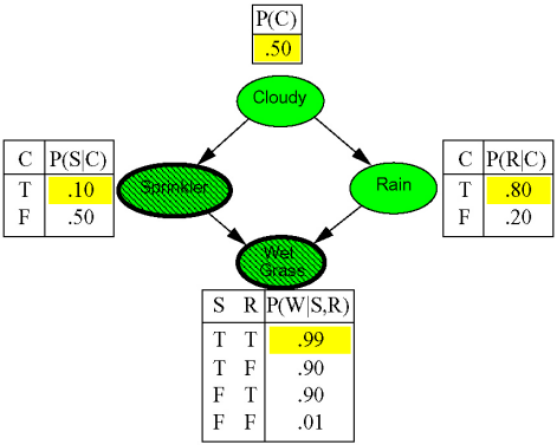 P(C)
.50
Cloudy
C P(S|C)
T .10
F .50
Sprinkler
Rain
C P(R|C)
T .80
F .20
Wet
Grass
S R P(W|S,R)
T T .99
T F .90
F T .90
F F .01